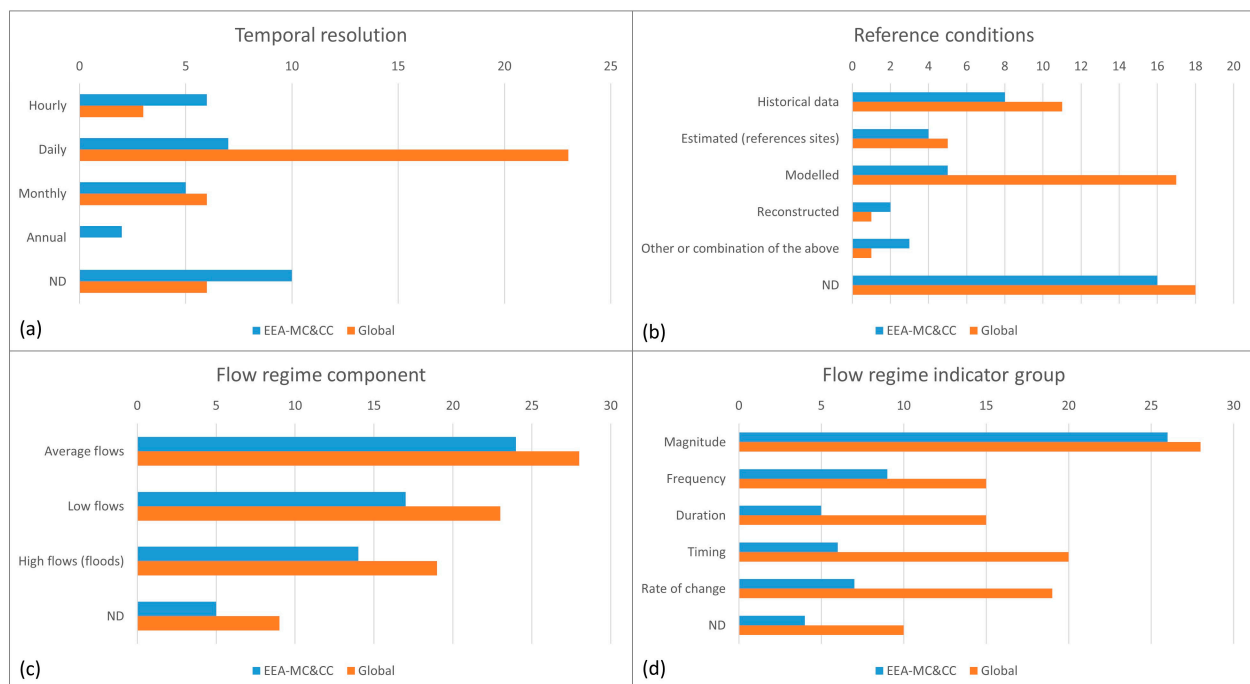 Temporal resolution
0 5 10 15 20 25
Hourly
Daily
Monthly
Annual
ND
(a)
EEA-MC&CC Global
Reference conditions
0 2 4 6 8 10 12 14 16 18 20
Historical data
Estimated (references sites)
Modelled
Reconstructed
Other or combination of the above
ND
(b)
EEA-MC&CC Global
Flow regime component
0 5 10 15 20 25 30
Average flows
Low flows
High flows (floods)
ND
(c)
EEA-MC&CC Global
Flow regime indicator group
0 5 10 15 20 25 30
Magnitude
Frequency
Duration
Timing
Rate of change
ND
(d)
EEA-MC&CC Global